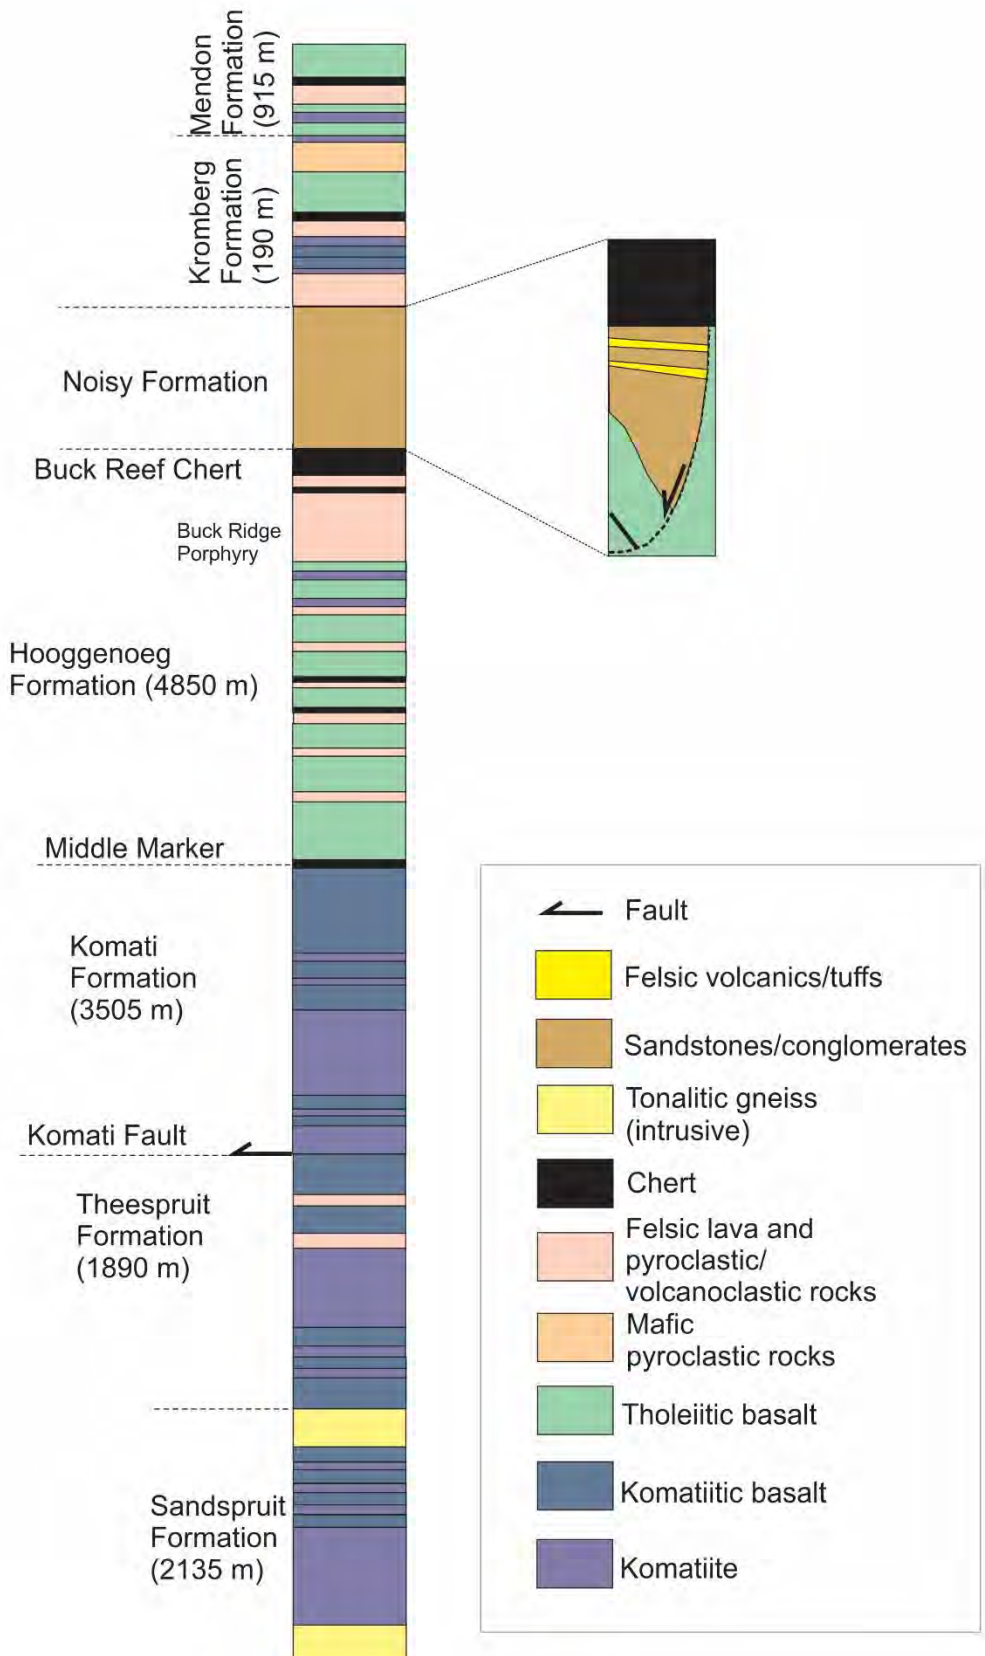 Mendon
Formation
(915 m)
Kromberg
Formation
(190 m)
Noisy Formation
Buck Reef Chert
Buck Ridge
Porphyry
Hooggenoeg
Formation (4850 m)
Middle Marker
Komati
Formation
(3505 m)
Komati Fault
Theespruit
Formation
(1890 m)
Sandspruit
Formation
(2135 m)
Fault
Felsic volcanics/tuffs
Sandstones/conglomerates
Tonalitic gneiss
(intrusive)
Chert
Felsic lava and
pyroclastic/
volcanoclastic rocks
Mafic
pyroclastic rocks
Tholeiitic basalt
Komatiitic basalt
Komatiite